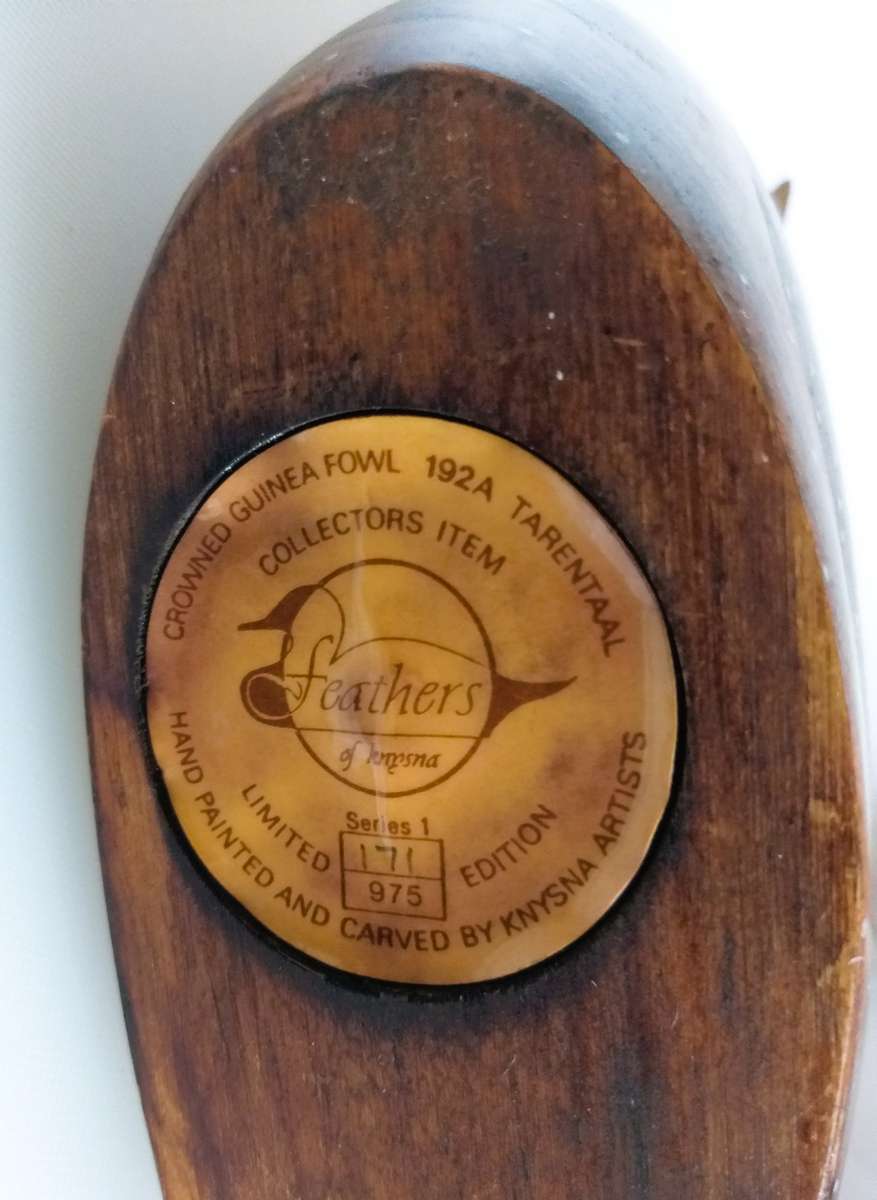 CROWNED GUINEA FOWL 192A TARENTAAL
COLLECTORS ITEM
feathers
of knysna
Series 1
LIMITED EDITION
171
975
HAND PAINTED AND CARVED BY KNYSNA ARTISTS